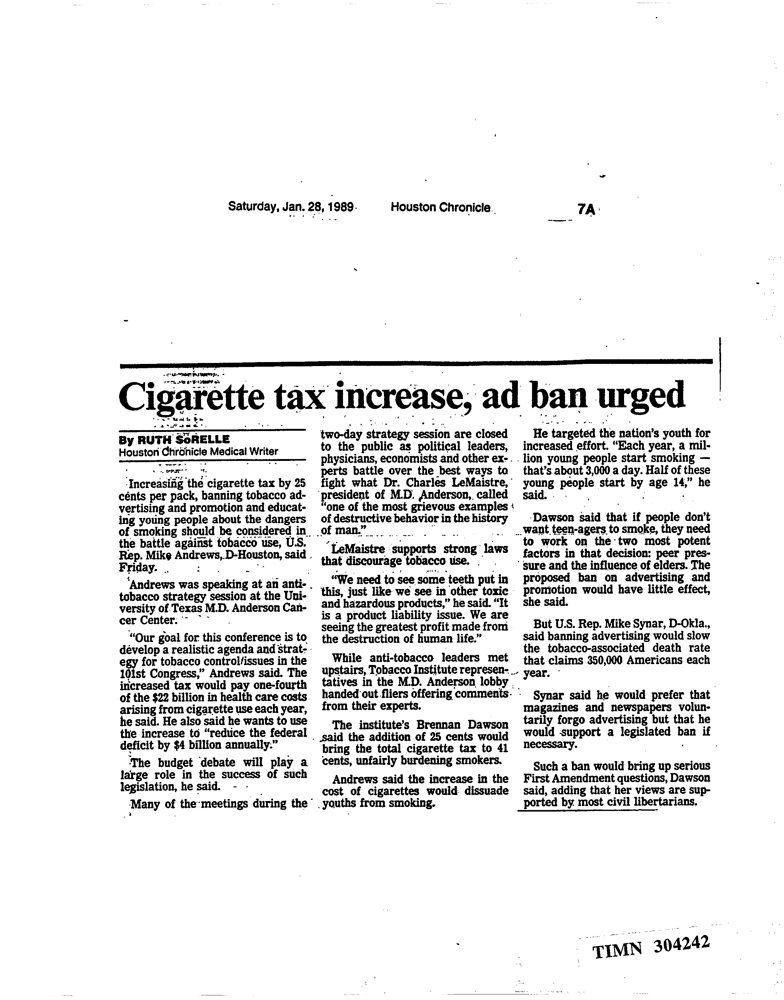 Saturday, Jan. 28, 1989 Houston Chronicle 7A
Cigarette tax increase, ad ban urged
By RUTH SoRELLE
Houston Chronicle Medical Writer
Increasing the cigarette tax by 25
cents per pack, banning tobacco ad-
vertising and promotion and educat-
ing young people about the dangers
of smoking should be considered in
the battle against tobacco use, U.S.
Rep. Mike Andrews, D-Houston, said
Friday.
Andrews was speaking at an anti-
tobacco strategy session at the Uni-
versity of Texas M.D. Anderson Can-
cer Center.
"Our goal for this conference is to
develop a realistic agenda and strat-
egy for tobacco control/issues in the
101st Congress," Andrews said. The
increased tax would pay one-fourth
of the $22 billion in health care costs
arising from cigarette use each year,
he said. He also said he wants to use
the increase to "reduce the federal
deficit by $4 billion annually."
The budget debate will play a
large role in the success of such
legislation, he said.
Many of the meetings during the
two-day strategy session are closed
to the public as political leaders,
physicians, economists and other ex-
perts battle over the best ways to
fight what Dr. Charles LeMaistre,
president of M.D. Anderson, called
"one of the most grievous examples
of destructive behavior in the history
of man."
LeMaistre supports strong laws
that discourage tobacco use.
"We need to see some teeth put in
this, just like we see in other toxic
and hazardous products," he said. "It
is a product liability issue. We are
seeing the greatest profit made from
the destruction of human life."
While anti-tobacco leaders met
upstairs, Tobacco Institute represen-
tatives in the M.D. Anderson lobby
handed out fliers offering comments
from their experts.
The institute's Brennan Dawson
said the addition of 25 cents would
bring the total cigarette tax to 41
cents, unfairly burdening smokers.
Andrews said the increase in the
cost of cigarettes would dissuade
youths from smoking.
He targeted the nation's youth for
increased effort. "Each year, a mil-
lion young people start smoking —
that's about 3,000 a day. Half of these
young people start by age 14," he
said.
Dawson said that if people don't
want teen-agers to smoke, they need
to work on the two most potent
factors in that decision: peer pres-
sure and the influence of elders. The
proposed ban on advertising and
promotion would have little effect,
she said.
But U.S. Rep. Mike Synar, D-Okla.,
said banning advertising would slow
the tobacco-associated death rate
that claims 350,000 Americans each
year.
Synar said he would prefer that
magazines and newspapers volun-
tarily forgo advertising but that he
would support a legislated ban if
necessary.
Such a ban would bring up serious
First Amendment questions, Dawson
said, adding that her views are sup-
ported by most civil libertarians.
TIMN 304242